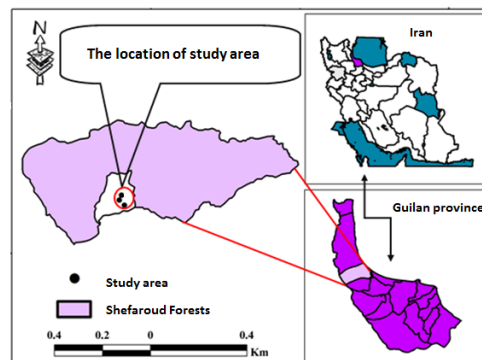 N
The location of study area
Iran
Guilan province
Study area
Shefaroud Forests
0.4 0.2 0 0.4
Km